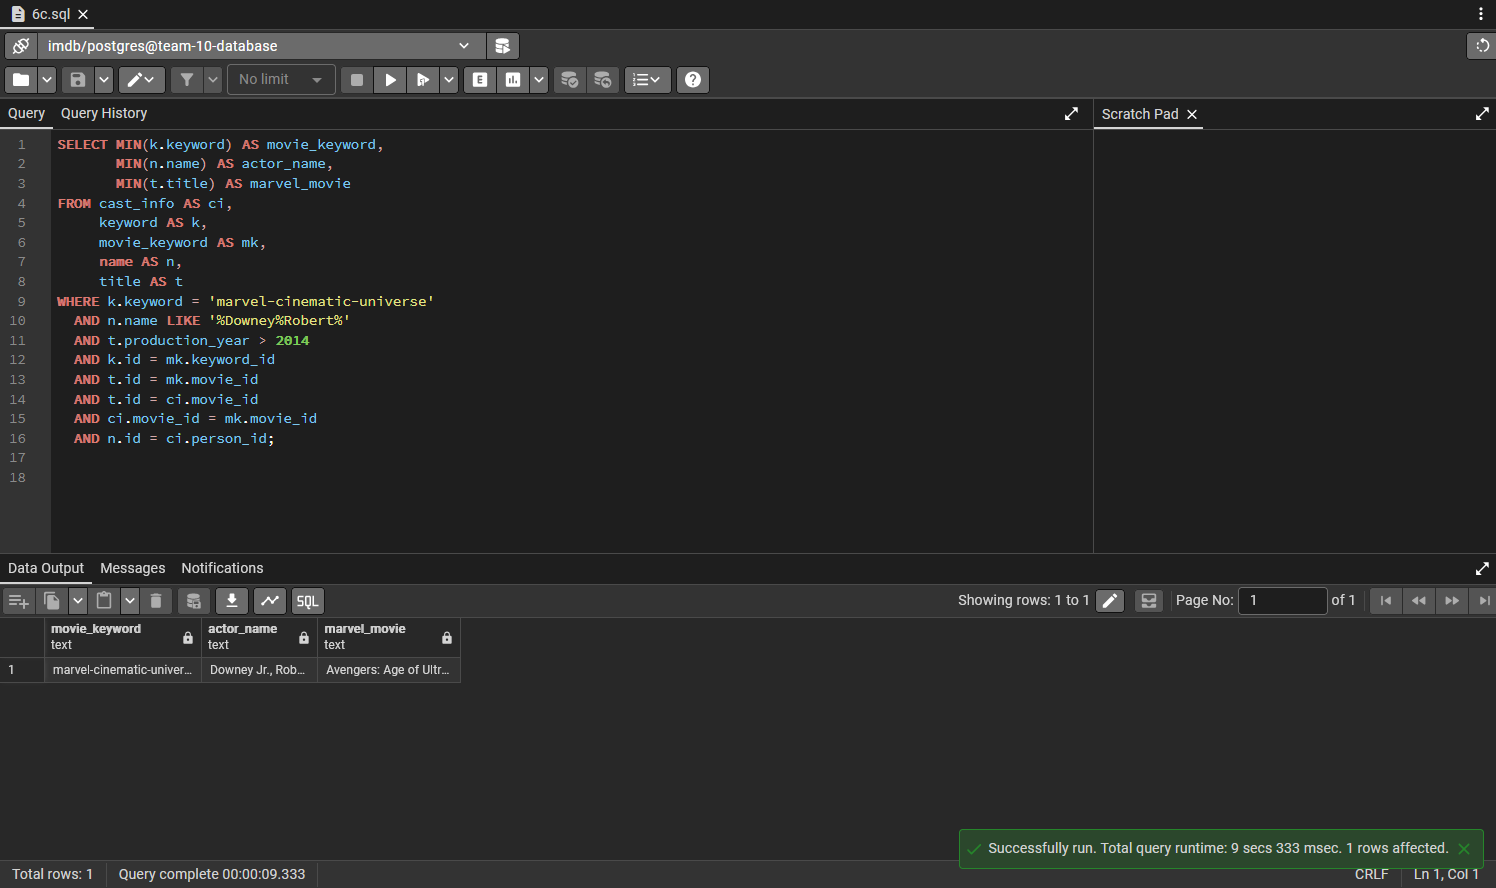 6c.sql
imdb/postgres@team-10-database
No limit
E
Query Query History
Scratch Pad
1 SELECT MIN(k.keyword) AS movie_keyword,
2 MIN(n.name) AS actor_name,
3 MIN(t.title) AS marvel_movie
4 FROM cast_info AS ci,
5 keyword AS k,
6 movie_keyword AS mk,
7 name AS n,
8 title AS t
9 WHERE k.keyword = 'marvel-cinematic-universe'
10 AND n.name LIKE '%Downey%Robert%'
11 AND t.production_year > 2014
12 AND k.id = mk.keyword_id
13 AND t.id = mk.movie_id
14 AND t.id = ci.movie_id
15 AND ci.movie_id = mk.movie_id
16 AND n.id = ci.person_id;
17
18
Data Output Messages Notifications
SQL
Showing rows: 1 to 1
Page No: 1 of 1
movie_keyword actor_name marvel_movie
text text text
1 marvel-cinematic-univer... Downey Jr., Rob... Avengers: Age of Ultr...
Successfully run. Total query runtime: 9 secs 333 msec. 1 rows affected.
Total rows: 1 Query complete 00:00:09.333 CRLF Ln 1, Col 1